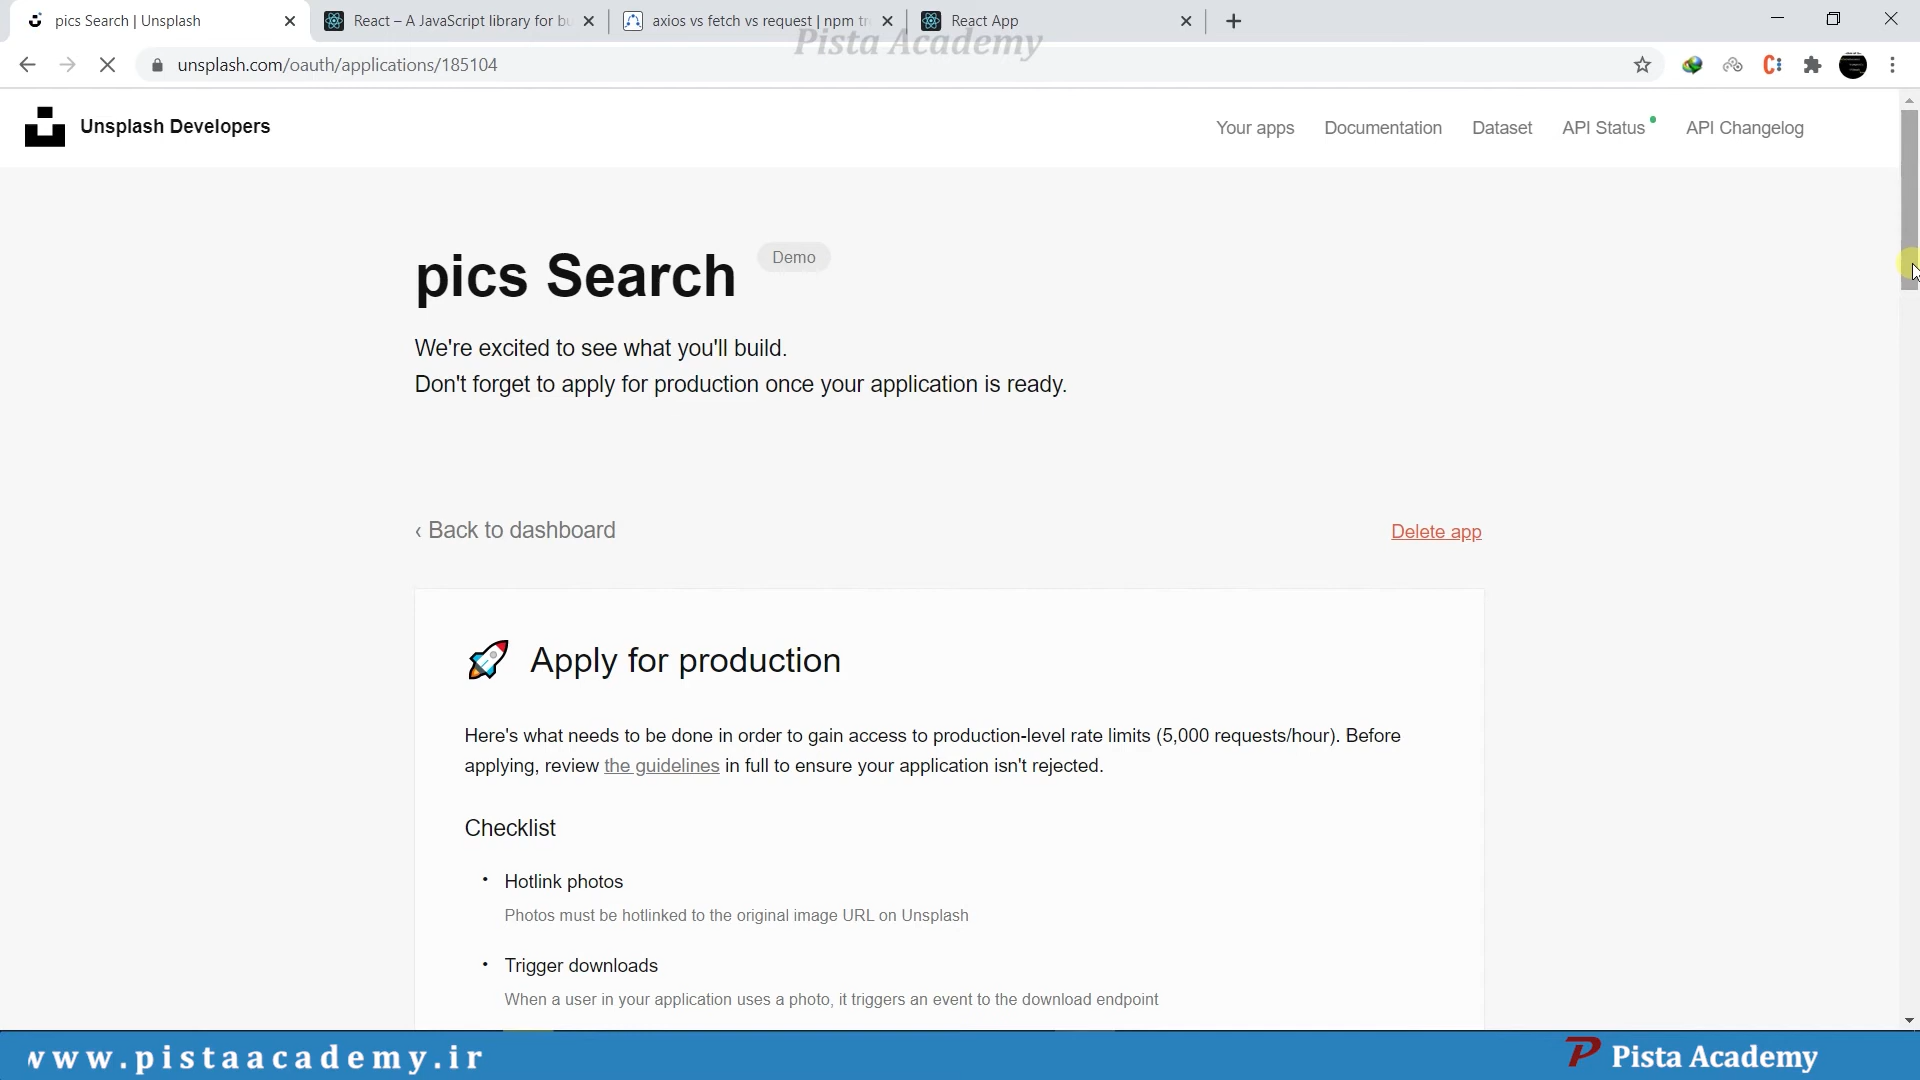 pics Search | Unsplash
React – A JavaScript library for bu
axios vs fetch vs request | npm tr
React App
Pista Academy
unsplash.com/oauth/applications/185104
Unsplash Developers
Your apps
Documentation
Dataset
API Status
API Changelog
pics Search
Demo
We're excited to see what you'll build.
Don't forget to apply for production once your application is ready.
‹ Back to dashboard
Delete app
Apply for production
Here's what needs to be done in order to gain access to production-level rate limits (5,000 requests/hour). Before
applying, review the guidelines in full to ensure your application isn't rejected.
Checklist
• Hotlink photos
Photos must be hotlinked to the original image URL on Unsplash
• Trigger downloads
When a user in your application uses a photo, it triggers an event to the download endpoint
www.pistaacademy.ir
P Pista Academy